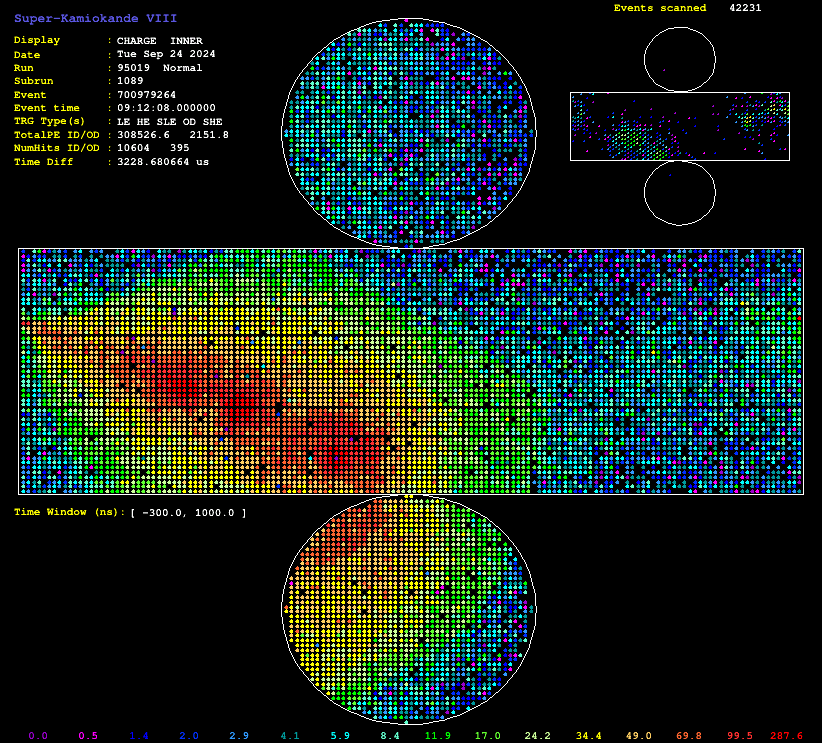 Super-Kamiokande VIII
Events scanned 42231
Display : CHARGE INNER
Date : Tue Sep 24 2024
Run : 95019 Normal
Subrun : 1089
Event : 700979264
Event time : 09:12:08.000000
TRG Type(s) : LE HE SLE OD SHE
TotalPE ID/OD : 308526.6 2151.8
NumHits ID/OD : 10604 395
Time Diff : 3228.680664 us
Time Window (ns): [ -300.0, 1000.0 ]
0.0 0.5 1.4 2.0 2.9 4.1 5.9 8.4 11.9 17.0 24.2 34.4 49.0 69.8 99.5 287.6